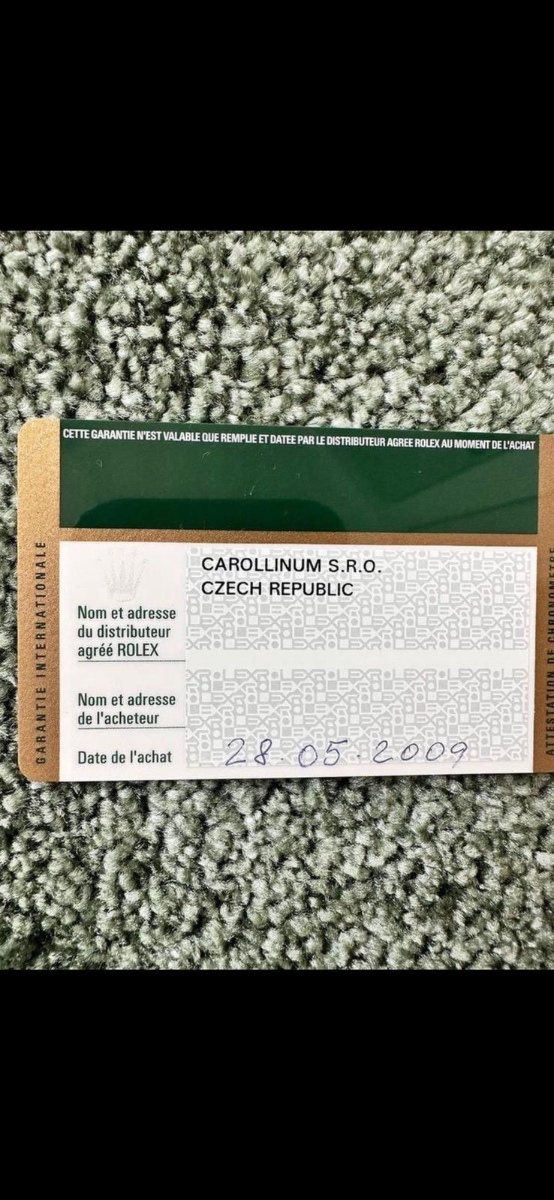 CETTE GARANTIE N'EST VALABLE QUE REMPLIE ET DATEE PAR LE DISTRIBUTEUR AGREE ROLEX AU MOMENT DE L'ACHAT
GARANTIE INTERNATIONALE
CAROLLINUM S.R.O.
CZECH REPUBLIC
Nom et adresse
du distributeur
agréé ROLEX
Nom et adresse
de l'acheteur
Date de l'achat 28.05.2009
ATTESTATION DE